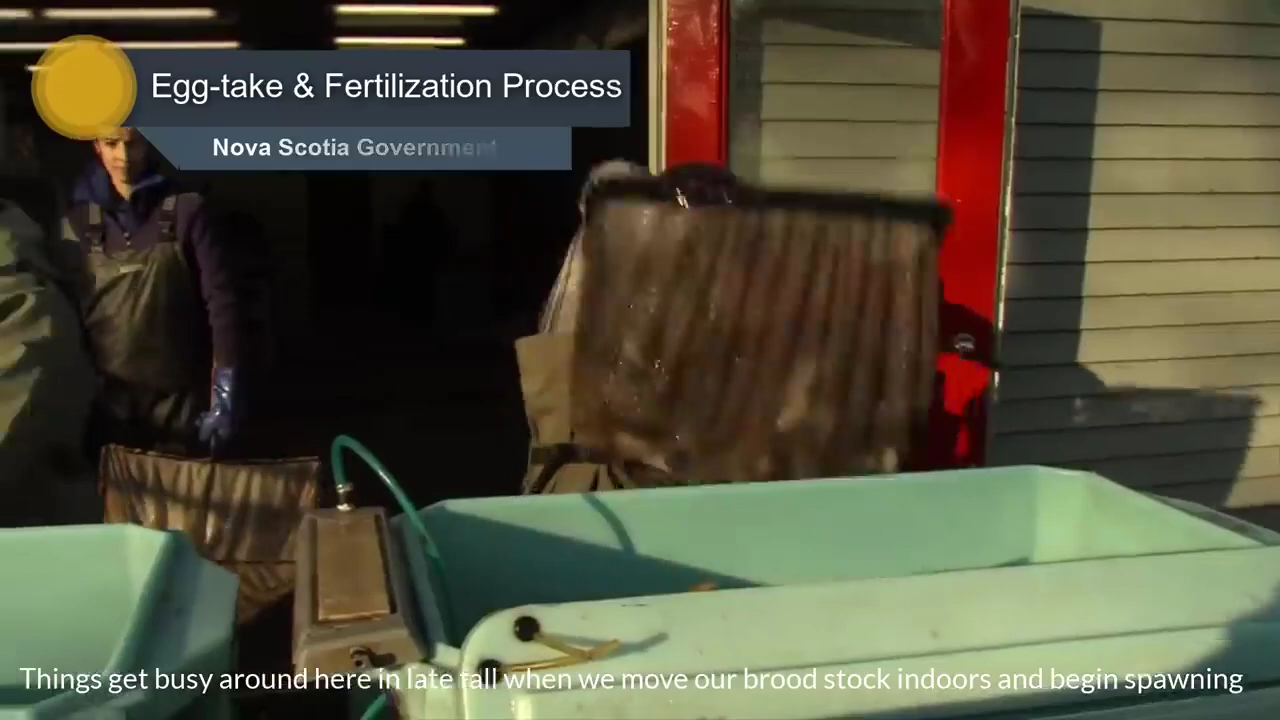 Egg-take & Fertilization Process
Nova Scotia Government
Things get busy around here in late fall when we move our brood stock indoors and begin spawning